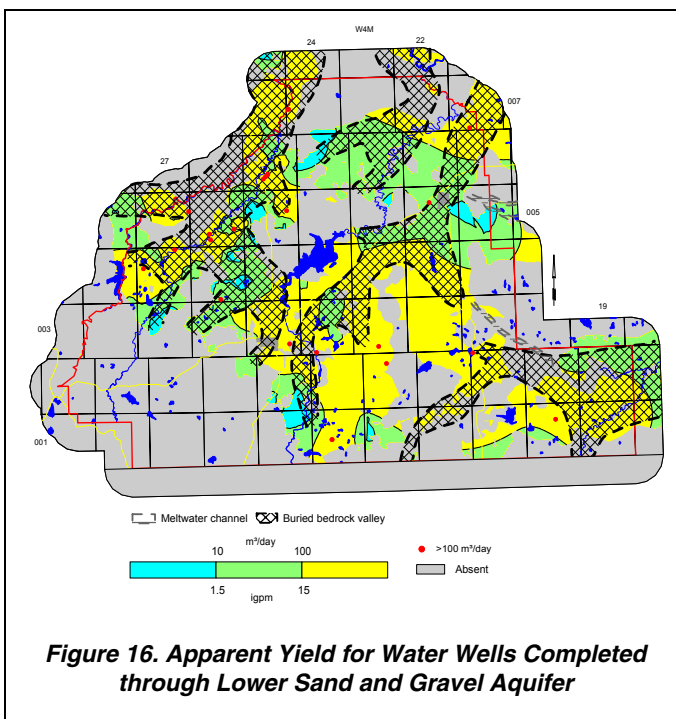 W4M
24 22
007
27
005
19
003
001
Meltwater channel Buried bedrock valley
m³/day
10 100 >100 m³/day
1.5 15 Absent
igpm
Figure 16. Apparent Yield for Water Wells Completed
through Lower Sand and Gravel Aquifer